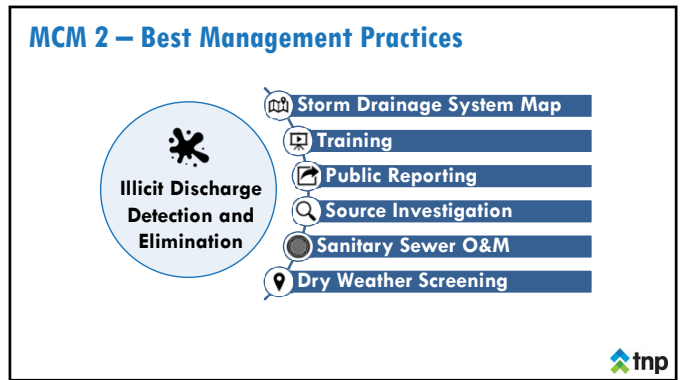 MCM 2 – Best Management Practices
Illicit Discharge
Detection and
Elimination
Storm Drainage System Map
Training
Public Reporting
Source Investigation
Sanitary Sewer O&M
Dry Weather Screening
tnp